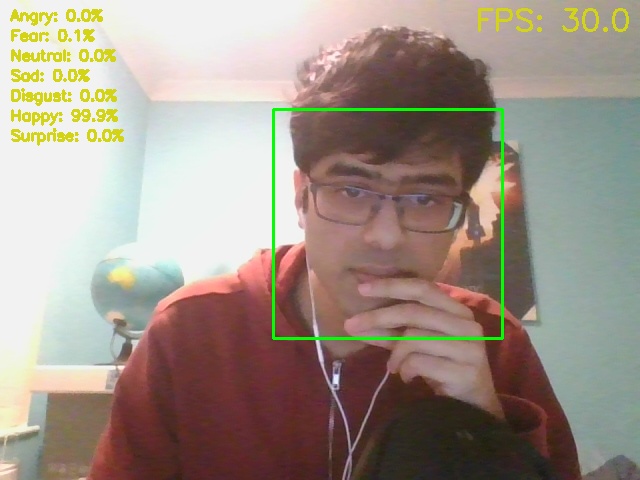 Angry: 0.0%
FPS: 30.0
Fear: 0.1%
Neutral: 0.0%
Sad: 0.0%
Disgust: 0.0%
Happy: 99.9%
Surprise: 0.0%